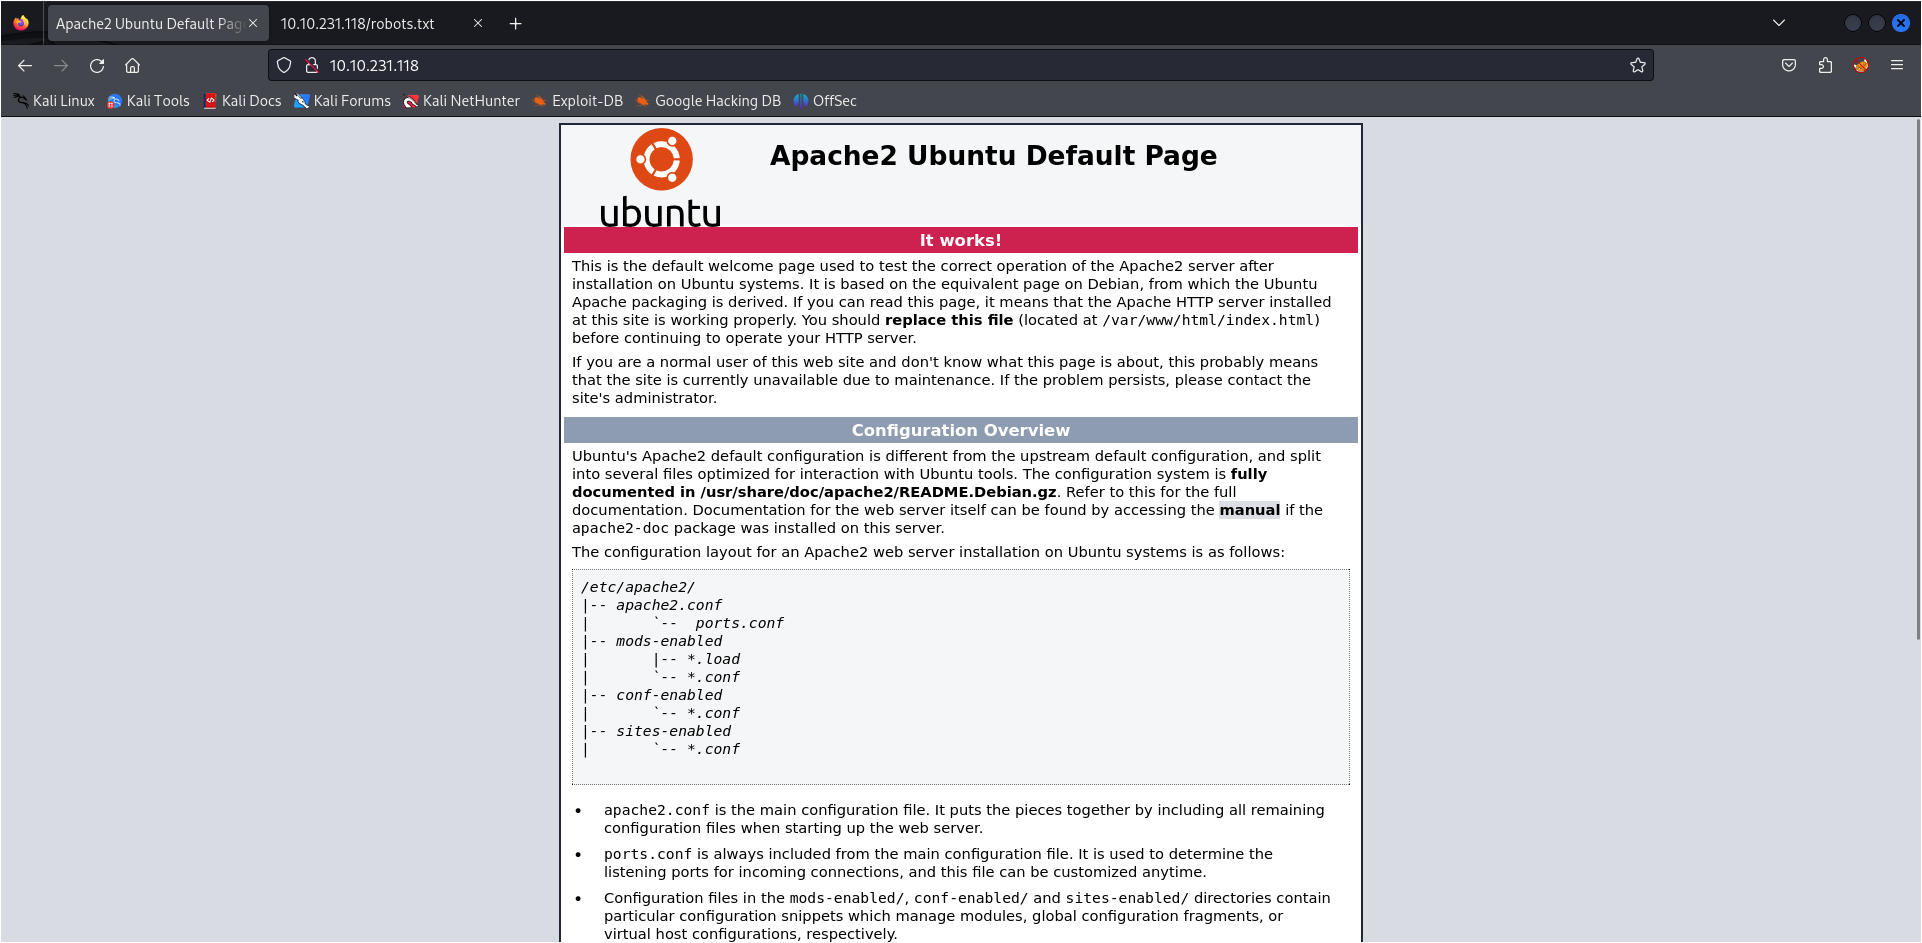 Apache2 Ubuntu Default Pag
10.10.231.118/robots.txt
10.10.231.118
Kali Linux
Kali Tools
Kali Docs
Kali Forums
Kali NetHunter
Exploit-DB
Google Hacking DB
OffSec
ubuntu
Apache2 Ubuntu Default Page
It works!
This is the default welcome page used to test the correct operation of the Apache2 server after
installation on Ubuntu systems. It is based on the equivalent page on Debian, from which the Ubuntu
Apache packaging is derived. If you can read this page, it means that the Apache HTTP server installed
at this site is working properly. You should replace this file (located at /var/www/html/index.html)
before continuing to operate your HTTP server.
If you are a normal user of this web site and don't know what this page is about, this probably means
that the site is currently unavailable due to maintenance. If the problem persists, please contact the
site's administrator.
Configuration Overview
Ubuntu's Apache2 default configuration is different from the upstream default configuration, and split
into several files optimized for interaction with Ubuntu tools. The configuration system is fully
documented in /usr/share/doc/apache2/README.Debian.gz. Refer to this for the full
documentation. Documentation for the web server itself can be found by accessing the manual if the
apache2-doc package was installed on this server.
The configuration layout for an Apache2 web server installation on Ubuntu systems is as follows:
/etc/apache2/
|-- apache2.conf
|       `--  ports.conf
|-- mods-enabled
|       |-- *.load
|       `-- *.conf
|-- conf-enabled
|       `-- *.conf
|-- sites-enabled
|       `-- *.conf
• apache2.conf is the main configuration file. It puts the pieces together by including all remaining
configuration files when starting up the web server.
• ports.conf is always included from the main configuration file. It is used to determine the
listening ports for incoming connections, and this file can be customized anytime.
• Configuration files in the mods-enabled/, conf-enabled/ and sites-enabled/ directories contain
particular configuration snippets which manage modules, global configuration fragments, or
virtual host configurations, respectively.